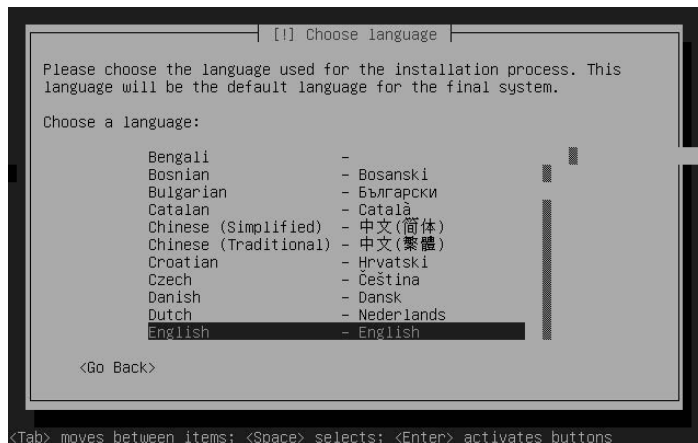 [!] Choose language
Please choose the language used for the installation process. This
language will be the default language for the final system.
Choose a language:
Bengali -
Bosnian - Bosanski
Bulgarian - Български
Catalan - Català
Chinese (Simplified) - 中文(简体)
Chinese (Traditional) - 中文(繁體)
Croatian - Hrvatski
Czech - Čeština
Danish - Dansk
Dutch - Nederlands
English - English
<Go Back>
<Tab> moves between items; <Space> selects; <Enter> activates buttons